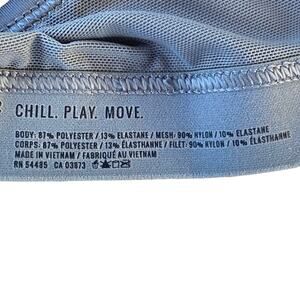 CHILL. PLAY. MOVE.
BODY: 87% POLYESTER / 13% ELASTANE / MESH: 90% NYLON / 10% ELASTANE
CORPS: 87% POLYESTER / 13% ÉLASTHANNE / FILET: 90% NYLON / 10% ÉLASTHANNE
MADE IN VIETNAM / FABRIQUÉ AU VIETNAM
RN 54485 CA 03873